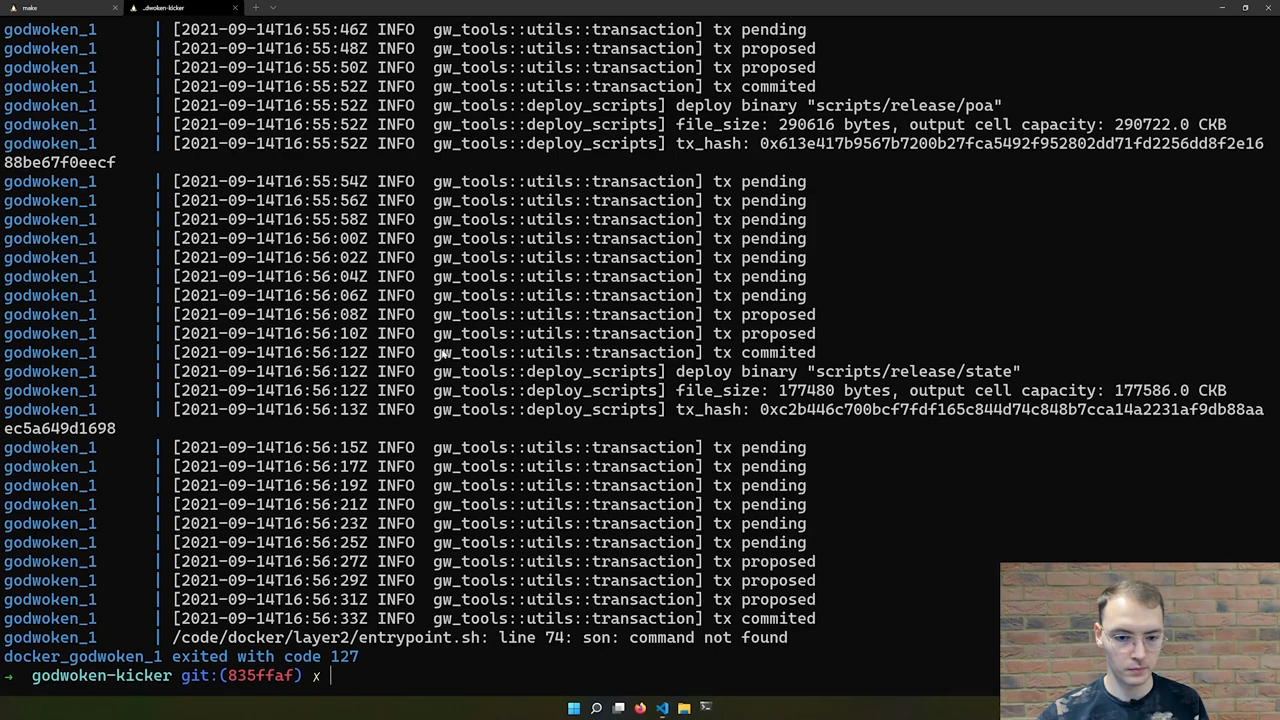 make
..dwoken-kicker
godwoken_1 | [2021-09-14T16:55:46Z INFO gw_tools::utils::transaction] tx pending
godwoken_1 | [2021-09-14T16:55:48Z INFO gw_tools::utils::transaction] tx proposed
godwoken_1 | [2021-09-14T16:55:50Z INFO gw_tools::utils::transaction] tx proposed
godwoken_1 | [2021-09-14T16:55:52Z INFO gw_tools::utils::transaction] tx commited
godwoken_1 | [2021-09-14T16:55:52Z INFO gw_tools::deploy_scripts] deploy binary "scripts/release/poa"
godwoken_1 | [2021-09-14T16:55:52Z INFO gw_tools::deploy_scripts] file_size: 290616 bytes, output cell capacity: 290722.0 CKB
godwoken_1 | [2021-09-14T16:55:52Z INFO gw_tools::deploy_scripts] tx_hash: 0x613e417b9567b7200b27fca5492f952802dd71fd2256dd8f2e16
88be67f0eecf
godwoken_1 | [2021-09-14T16:55:54Z INFO gw_tools::utils::transaction] tx pending
godwoken_1 | [2021-09-14T16:55:56Z INFO gw_tools::utils::transaction] tx pending
godwoken_1 | [2021-09-14T16:55:58Z INFO gw_tools::utils::transaction] tx pending
godwoken_1 | [2021-09-14T16:56:00Z INFO gw_tools::utils::transaction] tx pending
godwoken_1 | [2021-09-14T16:56:02Z INFO gw_tools::utils::transaction] tx pending
godwoken_1 | [2021-09-14T16:56:04Z INFO gw_tools::utils::transaction] tx pending
godwoken_1 | [2021-09-14T16:56:06Z INFO gw_tools::utils::transaction] tx pending
godwoken_1 | [2021-09-14T16:56:08Z INFO gw_tools::utils::transaction] tx proposed
godwoken_1 | [2021-09-14T16:56:10Z INFO gw_tools::utils::transaction] tx proposed
godwoken_1 | [2021-09-14T16:56:12Z INFO gw_tools::utils::transaction] tx commited
godwoken_1 | [2021-09-14T16:56:12Z INFO gw_tools::deploy_scripts] deploy binary "scripts/release/state"
godwoken_1 | [2021-09-14T16:56:12Z INFO gw_tools::deploy_scripts] file_size: 177480 bytes, output cell capacity: 177586.0 CKB
godwoken_1 | [2021-09-14T16:56:13Z INFO gw_tools::deploy_scripts] tx_hash: 0xc2b446c700bcf7fdf165c844d74c848b7cca14a2231af9db88aa
ec5a649d1698
godwoken_1 | [2021-09-14T16:56:15Z INFO gw_tools::utils::transaction] tx pending
godwoken_1 | [2021-09-14T16:56:17Z INFO gw_tools::utils::transaction] tx pending
godwoken_1 | [2021-09-14T16:56:19Z INFO gw_tools::utils::transaction] tx pending
godwoken_1 | [2021-09-14T16:56:21Z INFO gw_tools::utils::transaction] tx pending
godwoken_1 | [2021-09-14T16:56:23Z INFO gw_tools::utils::transaction] tx pending
godwoken_1 | [2021-09-14T16:56:25Z INFO gw_tools::utils::transaction] tx pending
godwoken_1 | [2021-09-14T16:56:27Z INFO gw_tools::utils::transaction] tx proposed
godwoken_1 | [2021-09-14T16:56:29Z INFO gw_tools::utils::transaction] tx proposed
godwoken_1 | [2021-09-14T16:56:31Z INFO gw_tools::utils::transaction] tx proposed
godwoken_1 | [2021-09-14T16:56:33Z INFO gw_tools::utils::transaction] tx commited
godwoken_1 | /code/docker/layer2/entrypoint.sh: line 74: son: command not found
docker_godwoken_1 exited with code 127
→ godwoken-kicker git:(835ffaf) x